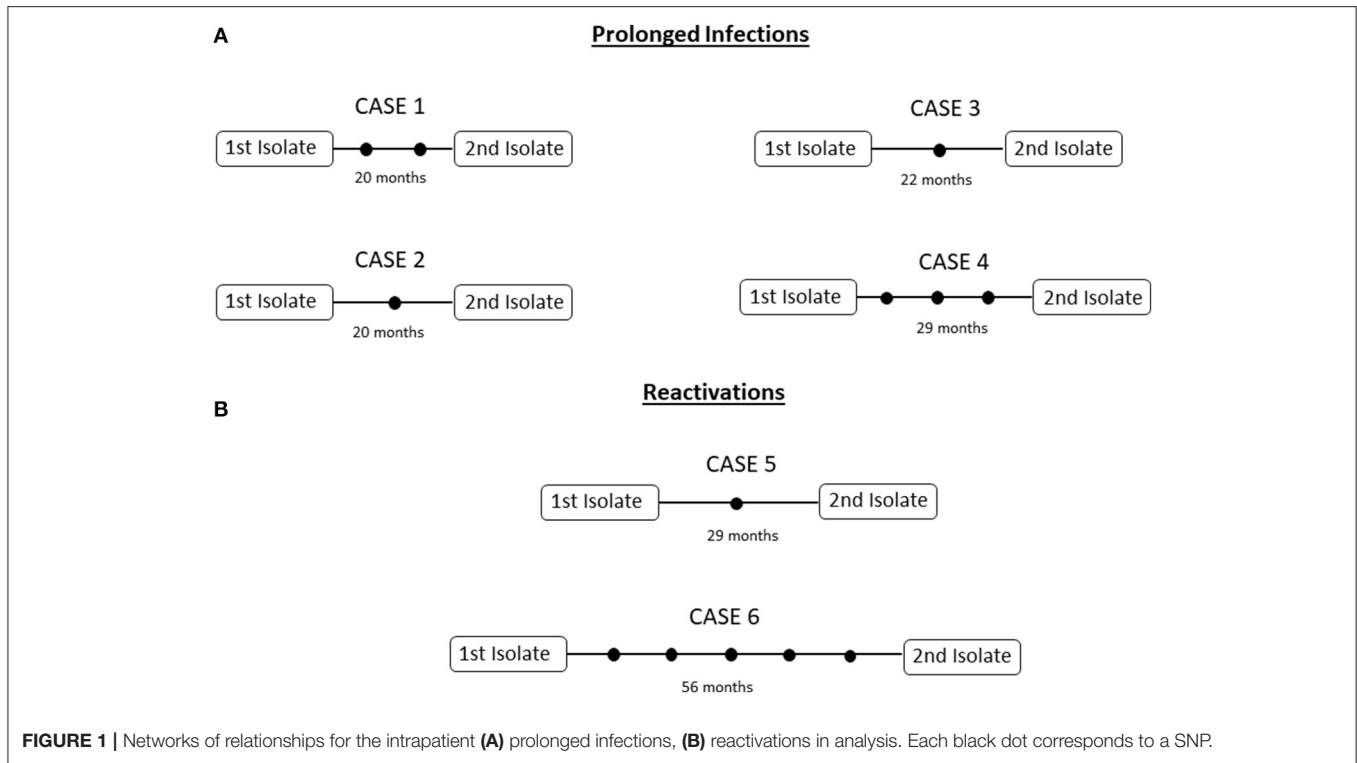 A
Prolonged Infections
CASE 1
1st Isolate
2nd Isolate
20 months
CASE 3
1st Isolate
2nd Isolate
22 months
CASE 2
1st Isolate
2nd Isolate
20 months
CASE 4
1st Isolate
2nd Isolate
29 months
B
Reactivations
CASE 5
1st Isolate
2nd Isolate
29 months
CASE 6
1st Isolate
2nd Isolate
56 months
FIGURE 1 | Networks of relationships for the intrapatient (A) prolonged infections, (B) reactivations in analysis. Each black dot corresponds to a SNP.